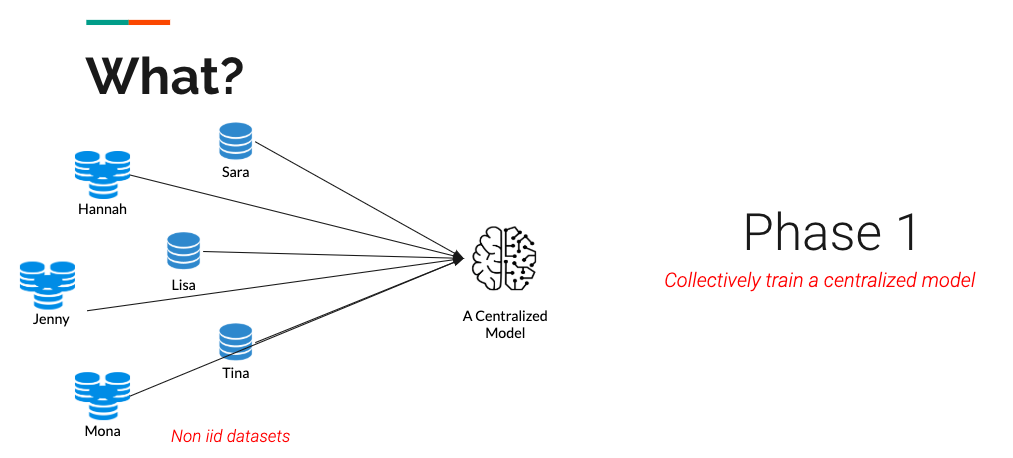 What?
Sara
Hannah
Lisa
Jenny
Tina
Mona
Non iid datasets
A Centralized
Model
Phase 1
Collectively train a centralized model